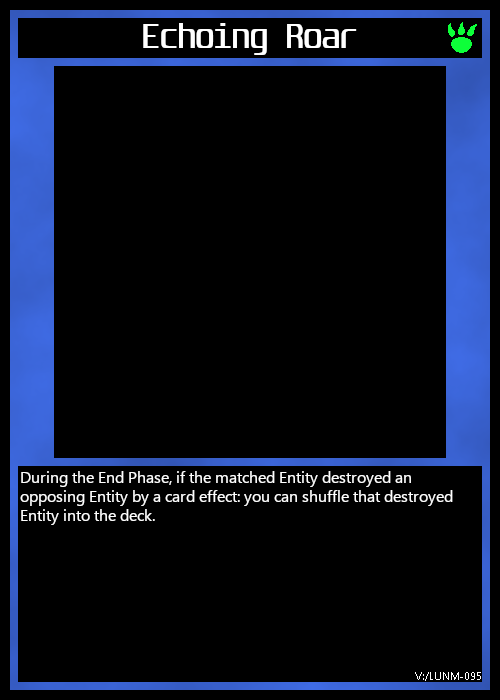 Echoing Roar
During the End Phase, if the matched Entity destroyed an
opposing Entity by a card effect: you can shuffle that destroyed
Entity into the deck.
V:/LUNM-095